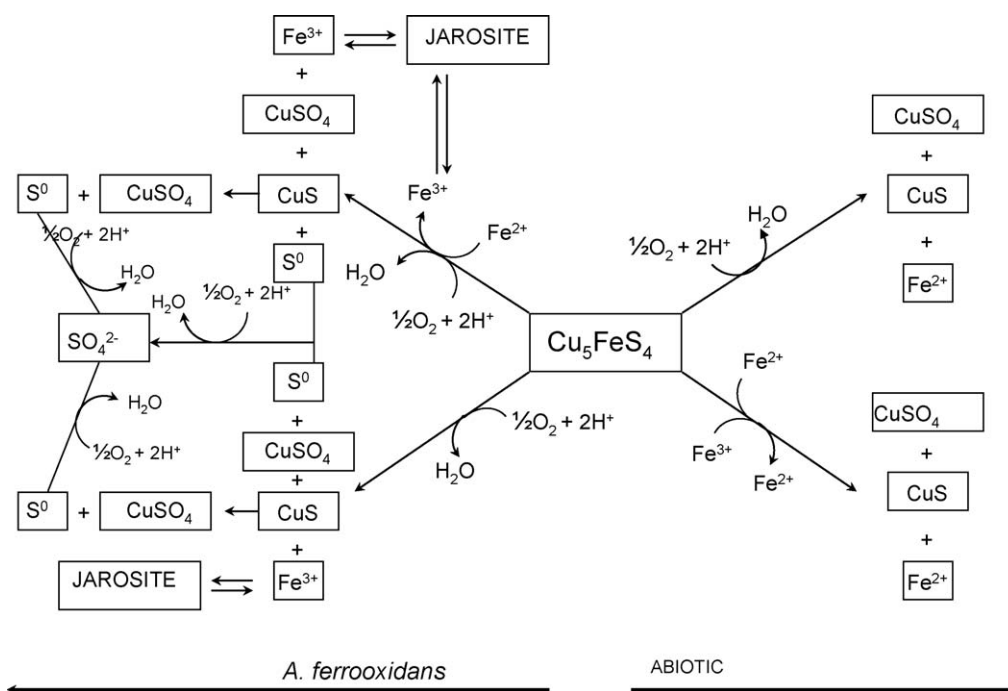 Fe³⁺ JAROSITE
+
CuSO₄ CuSO₄
+ +
S⁰ + CuSO₄ CuS Fe³⁺ CuS
½O₂ + 2H⁺ + Fe²⁺ ½O₂ + 2H⁺ H₂O +
H₂O S⁰ H₂O Fe²⁺
H₂O ½O₂ + 2H⁺ ½O₂ + 2H⁺
SO₄²⁻ Cu₅FeS₄
S⁰ Fe²⁺
H₂O + ½O₂ + 2H⁺ CuSO₄
½O₂ + 2H⁺ CuSO₄ H₂O Fe³⁺ Fe²⁺ +
+
S⁰ + CuSO₄ CuS CuS
+ +
JAROSITE Fe³⁺ Fe²⁺
A. ferrooxidans ABIOTIC